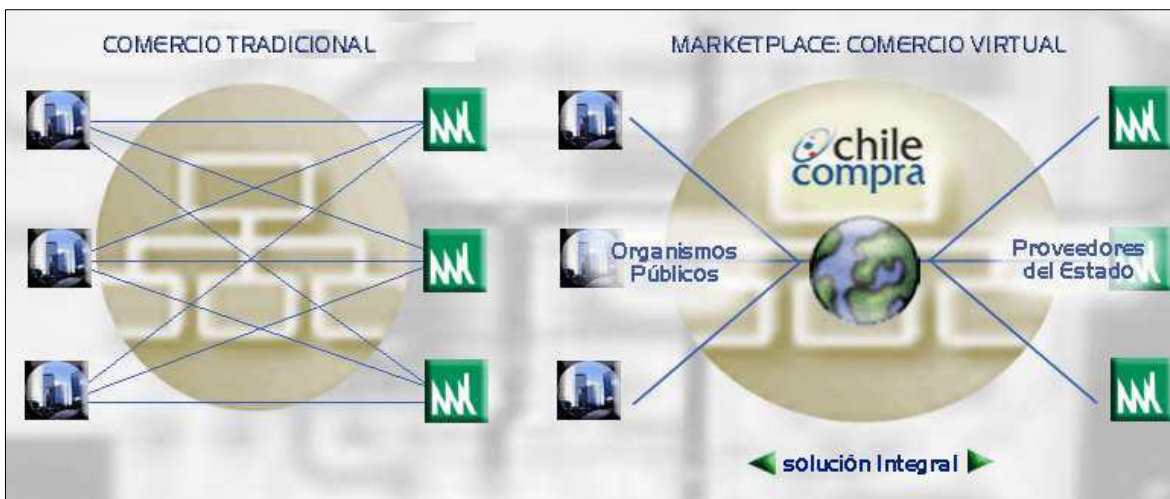 COMERCIO TRADICIONAL
MARKETPLACE: COMERCIO VIRTUAL
chile
compra
Organismos
Públicos
Proveedores
del Estado
solución Integral